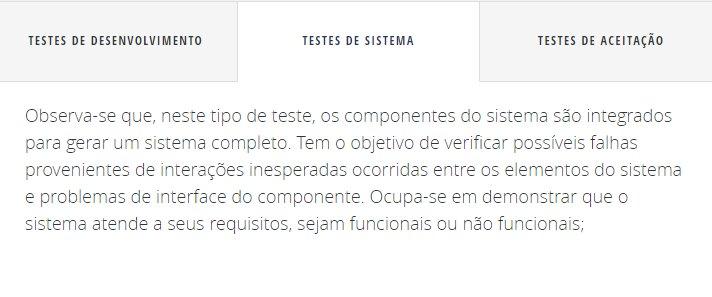 TESTES DE DESENVOLVIMENTO
TESTES DE SISTEMA
TESTES DE ACEITAÇÃO
Observa-se que, neste tipo de teste, os componentes do sistema são integrados
para gerar um sistema completo. Tem o objetivo de verificar possíveis falhas
provenientes de interações inesperadas ocorridas entre os elementos do sistema
e problemas de interface do componente. Ocupa-se em demonstrar que o
sistema atende a seus requisitos, sejam funcionais ou não funcionais;